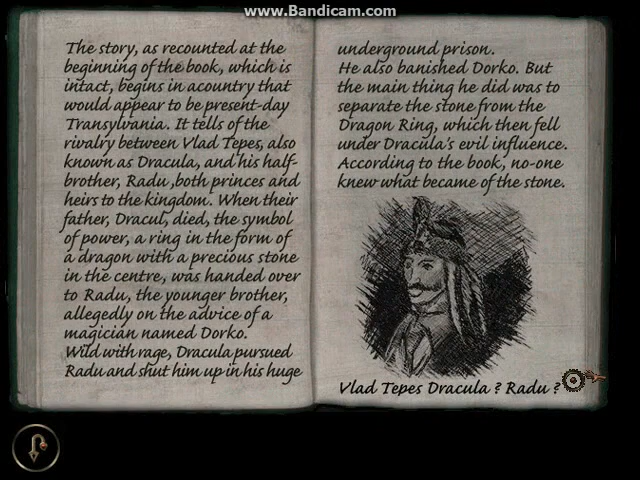 www.Bandicam.com
The story, as recounted at the
beginning of the book, which is
intact, begins in acountry that
would appear to be present-day
Transylvania. It tells of the
rivalry between Vlad Tepes, also
known as Dracula, and his half-
brother, Radu ,both princes and
heirs to the kingdom. When their
father, Dracul, died, the symbol
of power, a ring in the form of
a dragon with a precious stone
in the centre, was handed over
to Radu, the younger brother,
allegedly on the advice of a
magician named Dorko.
Wild with rage, Dracula pursued
Radu and shut him up in his huge
underground prison.
He also banished Dorko. But
the main thing he did was to
separate the stone from the
Dragon Ring, which then fell
under Dracula's evil influence.
According to the book, no-one
knew what became of the stone.
Vlad Tepes Dracula ? Radu ?